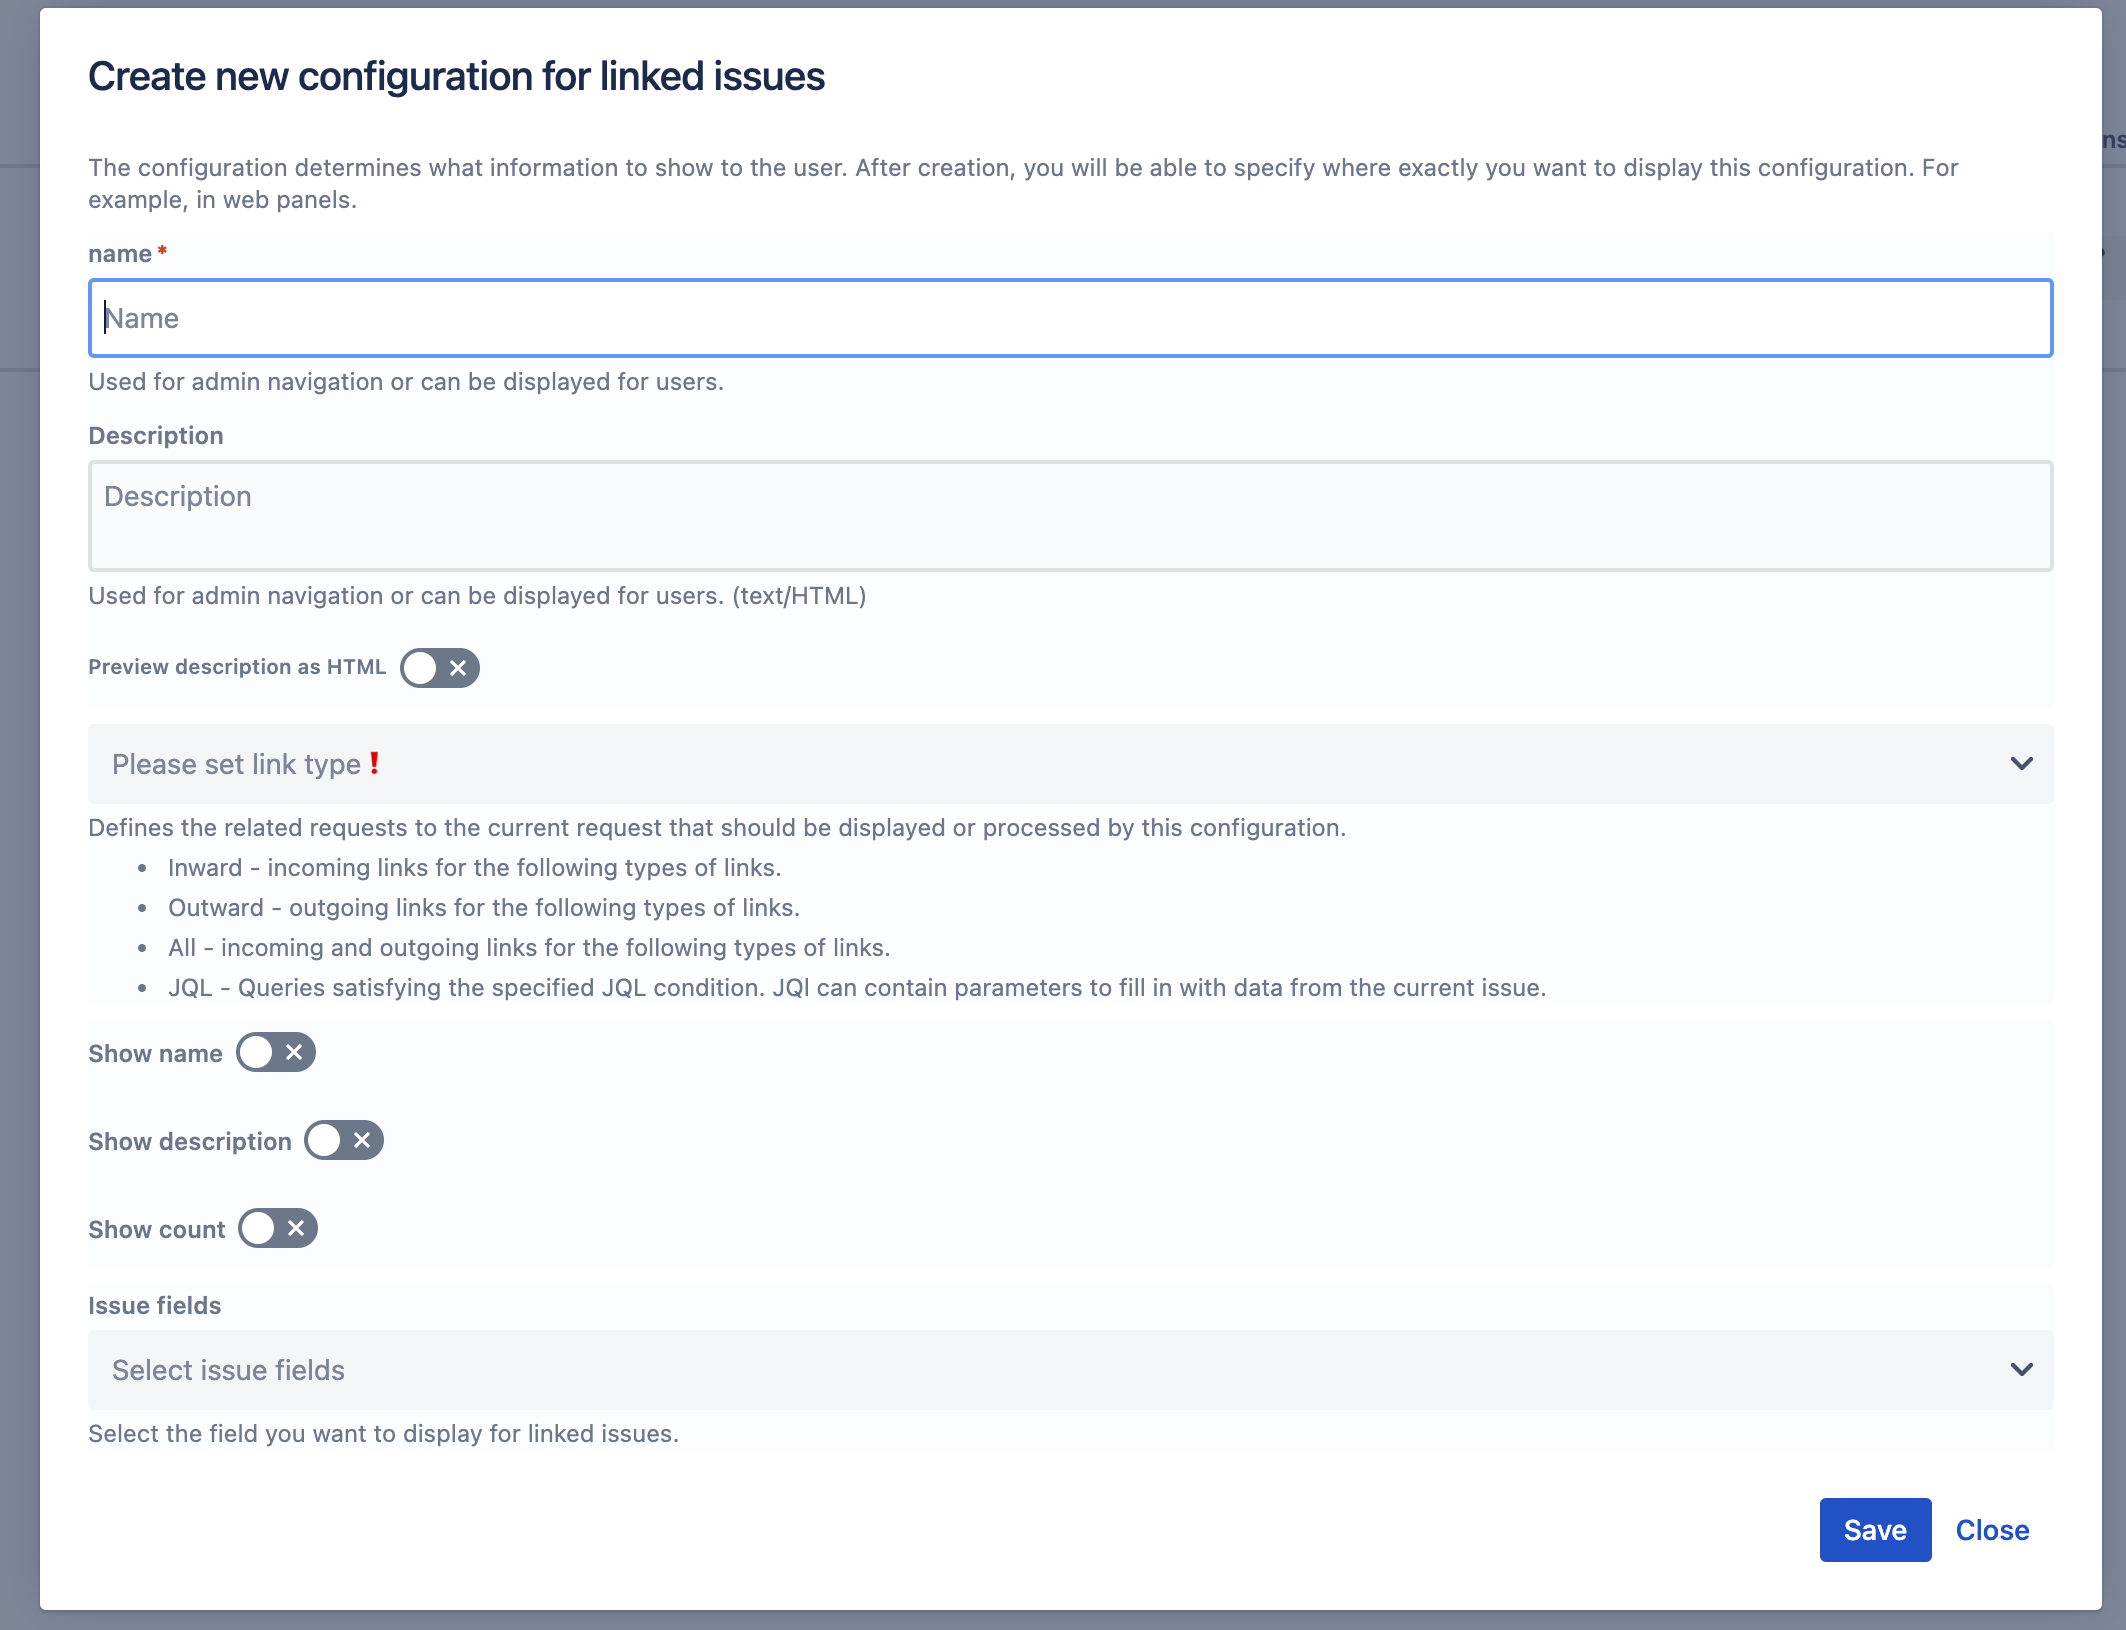 Create new configuration for linked issues
ns
The configuration determines what information to show to the user. After creation, you will be able to specify where exactly you want to display this configuration. For
example, in web panels.
name *
Name
Used for admin navigation or can be displayed for users.
Description
Description
Used for admin navigation or can be displayed for users. (text/HTML)
Preview description as HTML
Please set link type !
Defines the related requests to the current request that should be displayed or processed by this configuration.
• Inward - incoming links for the following types of links.
• Outward - outgoing links for the following types of links.
• All - incoming and outgoing links for the following types of links.
• JQL - Queries satisfying the specified JQL condition. JQl can contain parameters to fill in with data from the current issue.
Show name
Show description
Show count
Issue fields
Select issue fields
Select the field you want to display for linked issues.
Save Close